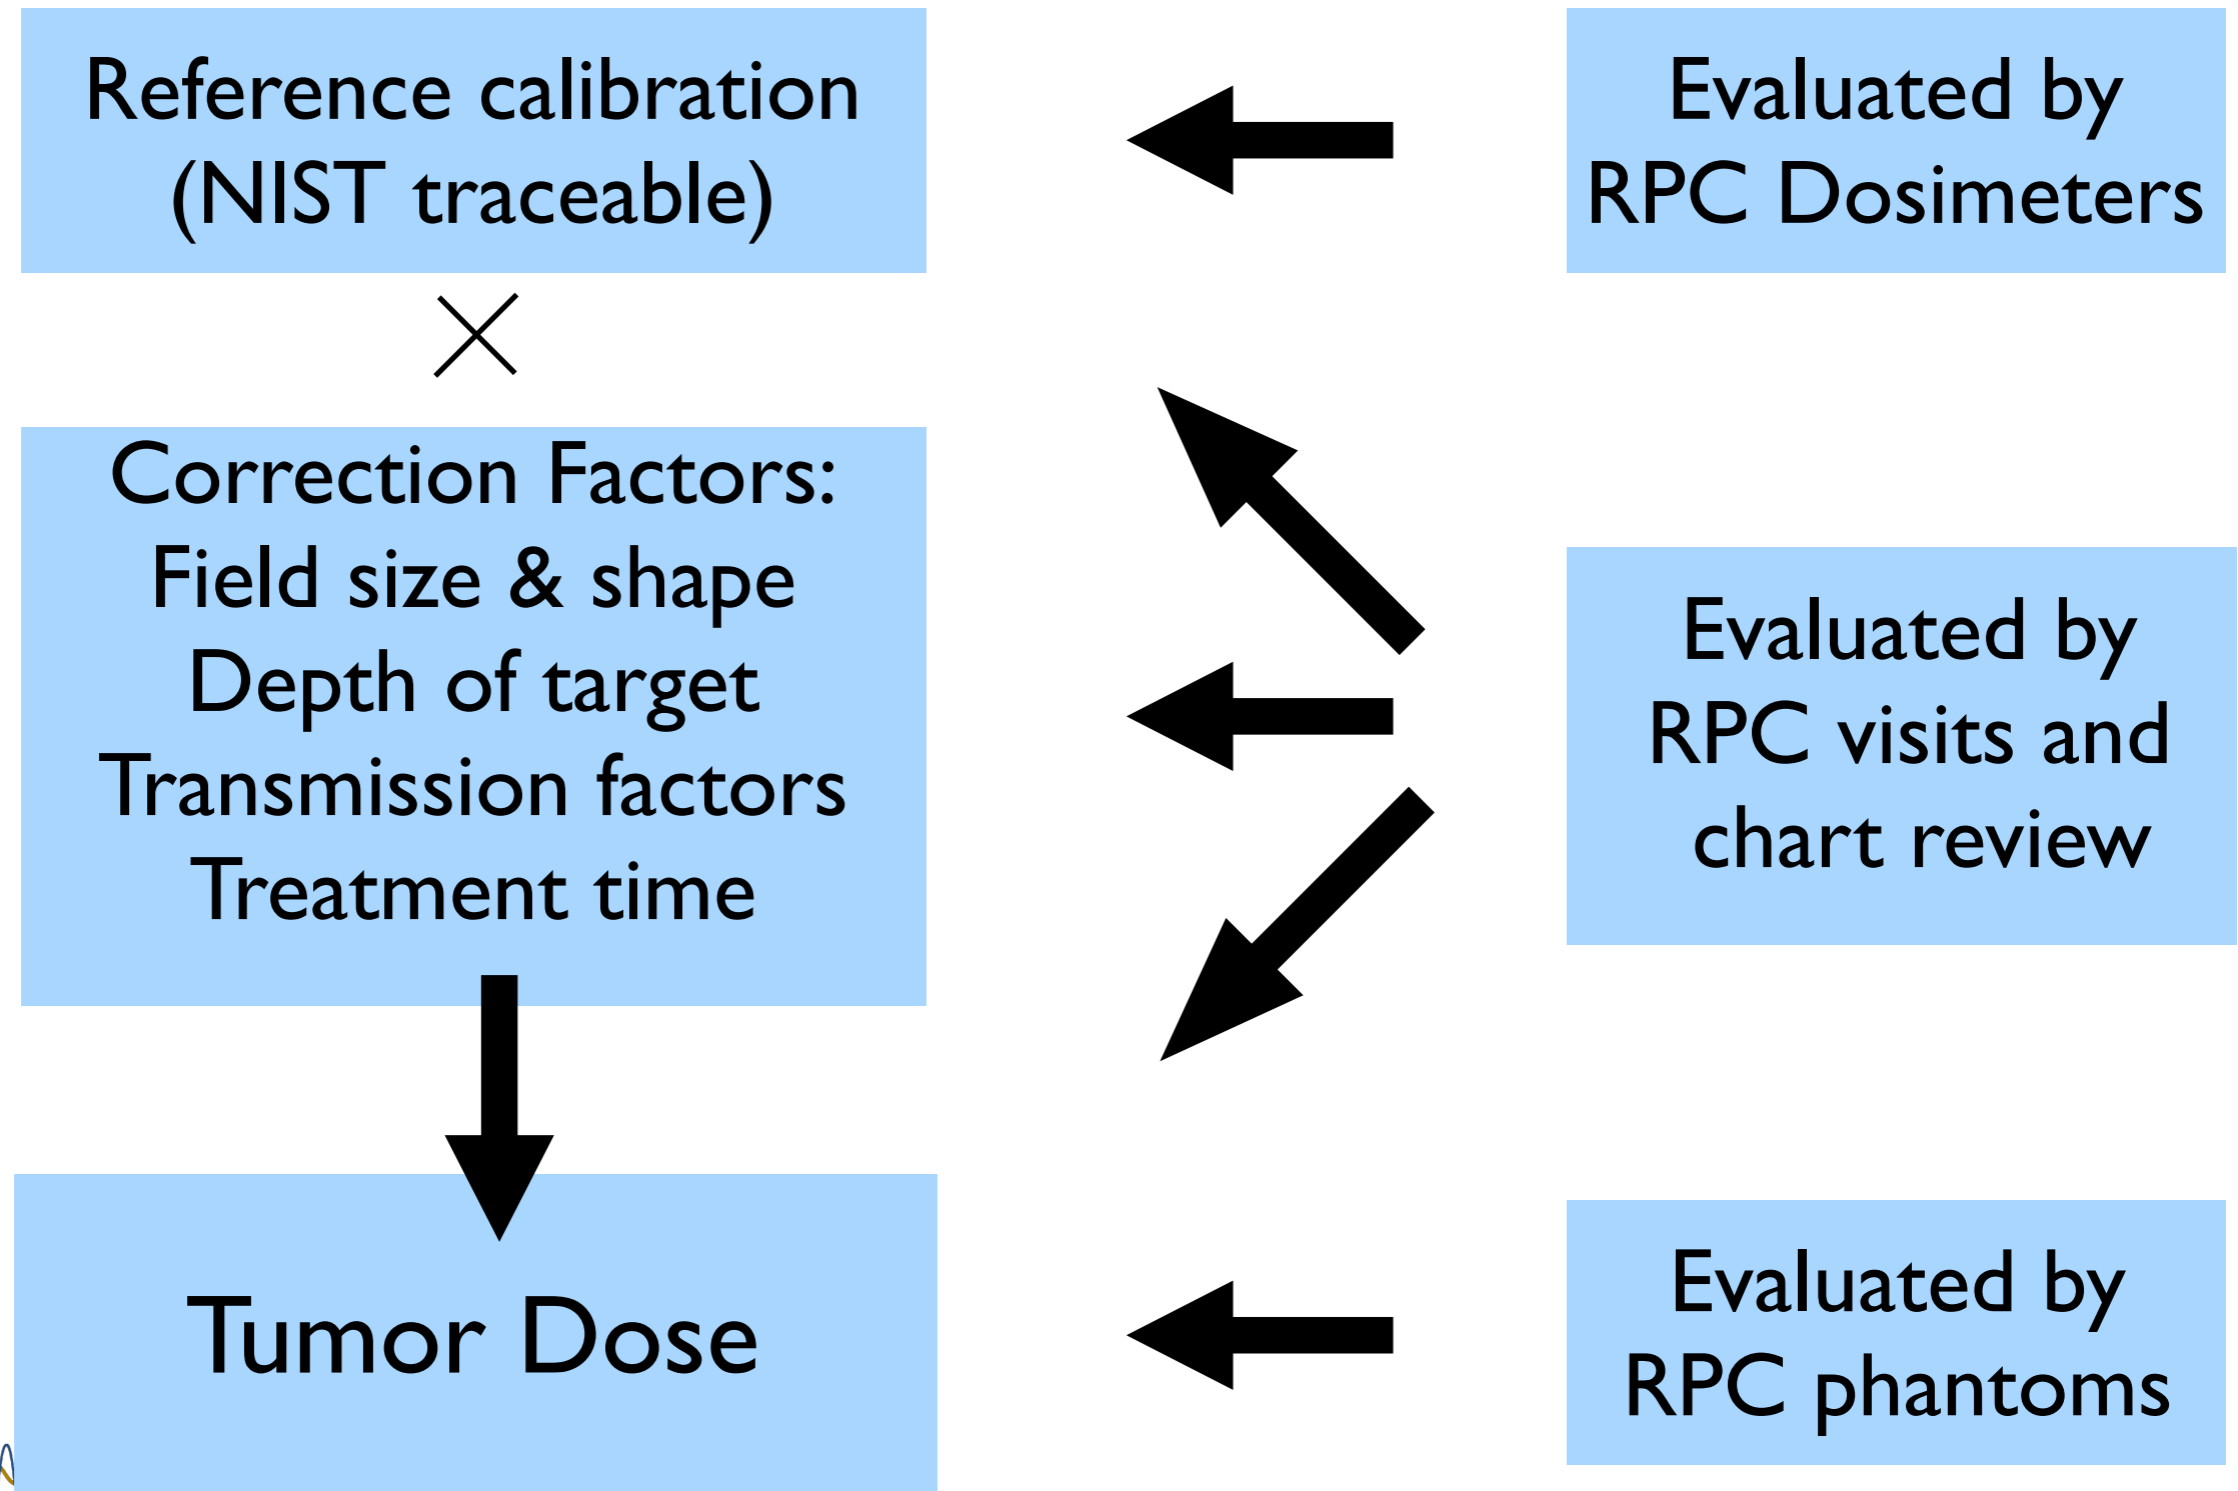 Reference calibration
(NIST traceable)
Evaluated by
RPC Dosimeters
Correction Factors:
Field size & shape
Depth of target
Transmission factors
Treatment time
Evaluated by
RPC visits and
chart review
Tumor Dose
Evaluated by
RPC phantoms